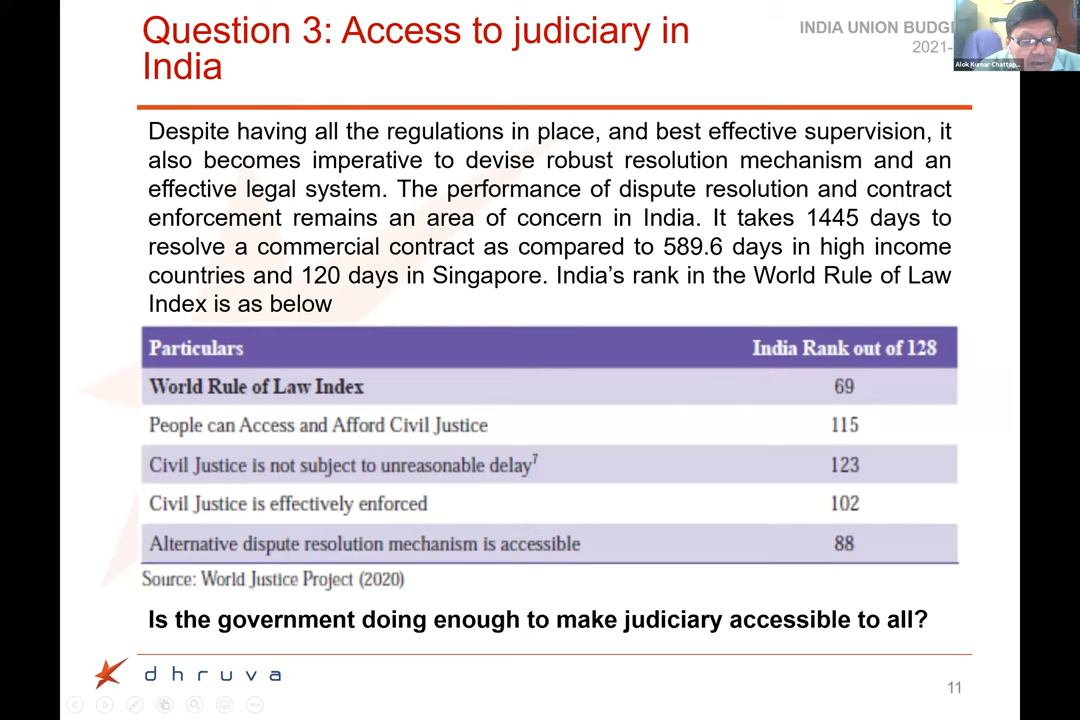 Question 3: Access to judiciary in
India
INDIA UNION BUDG
2021-
Alok Kumar Chattop...
Despite having all the regulations in place, and best effective supervision, it
also becomes imperative to devise robust resolution mechanism and an
effective legal system. The performance of dispute resolution and contract
enforcement remains an area of concern in India. It takes 1445 days to
resolve a commercial contract as compared to 589.6 days in high income
countries and 120 days in Singapore. India's rank in the World Rule of Law
Index is as below
Particulars India Rank out of 128
World Rule of Law Index 69
People can Access and Afford Civil Justice 115
Civil Justice is not subject to unreasonable delay7 123
Civil Justice is effectively enforced 102
Alternative dispute resolution mechanism is accessible 88
Source: World Justice Project (2020)
Is the government doing enough to make judiciary accessible to all?
dhruva
11